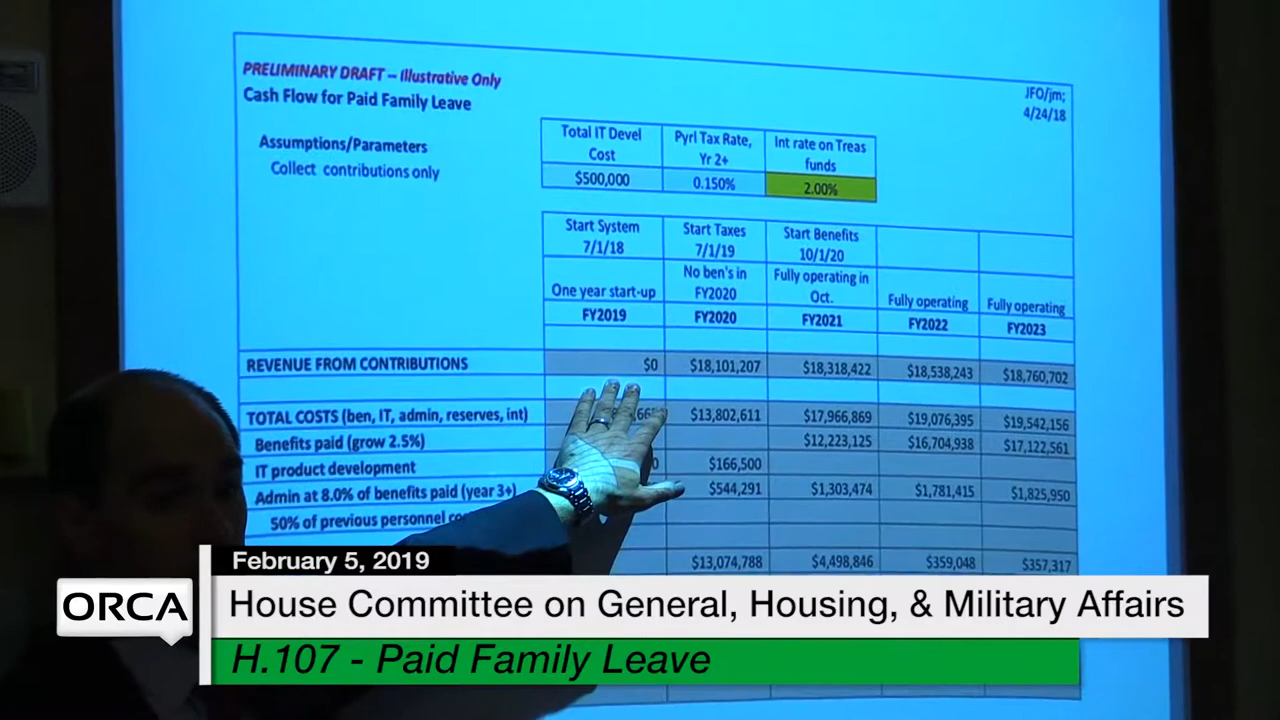 PRELIMINARY DRAFT – Illustrative Only
Cash Flow for Paid Family Leave
JFO/jm;
4/24/18
Assumptions/Parameters
Collect contributions only
Total IT Devel Cost
Pyrl Tax Rate, Yr 2+
Int rate on Treas funds
$500,000 0.150% 2.00%
Start System 7/1/18
Start Taxes 7/1/19
Start Benefits 10/1/20
One year start-up
No ben's in FY2020
Fully operating in Oct.
Fully operating
Fully operating
FY2019 FY2020 FY2021 FY2022 FY2023
REVENUE FROM CONTRIBUTIONS $0 $18,101,207 $18,318,422 $18,538,243 $18,760,702
TOTAL COSTS (ben, IT, admin, reserves, int) $13,802,611 $17,966,869 $19,076,395 $19,542,156
Benefits paid (grow 2.5%) $12,223,125 $16,704,938 $17,122,561
IT product development $166,500
Admin at 8.0% of benefits paid (year 3+) $544,291 $1,303,474 $1,781,415 $1,825,950
50% of previous personnel
$13,074,788 $4,498,846 $359,048 $357,317
February 5, 2019
ORCA
House Committee on General, Housing, & Military Affairs
H.107 - Paid Family Leave